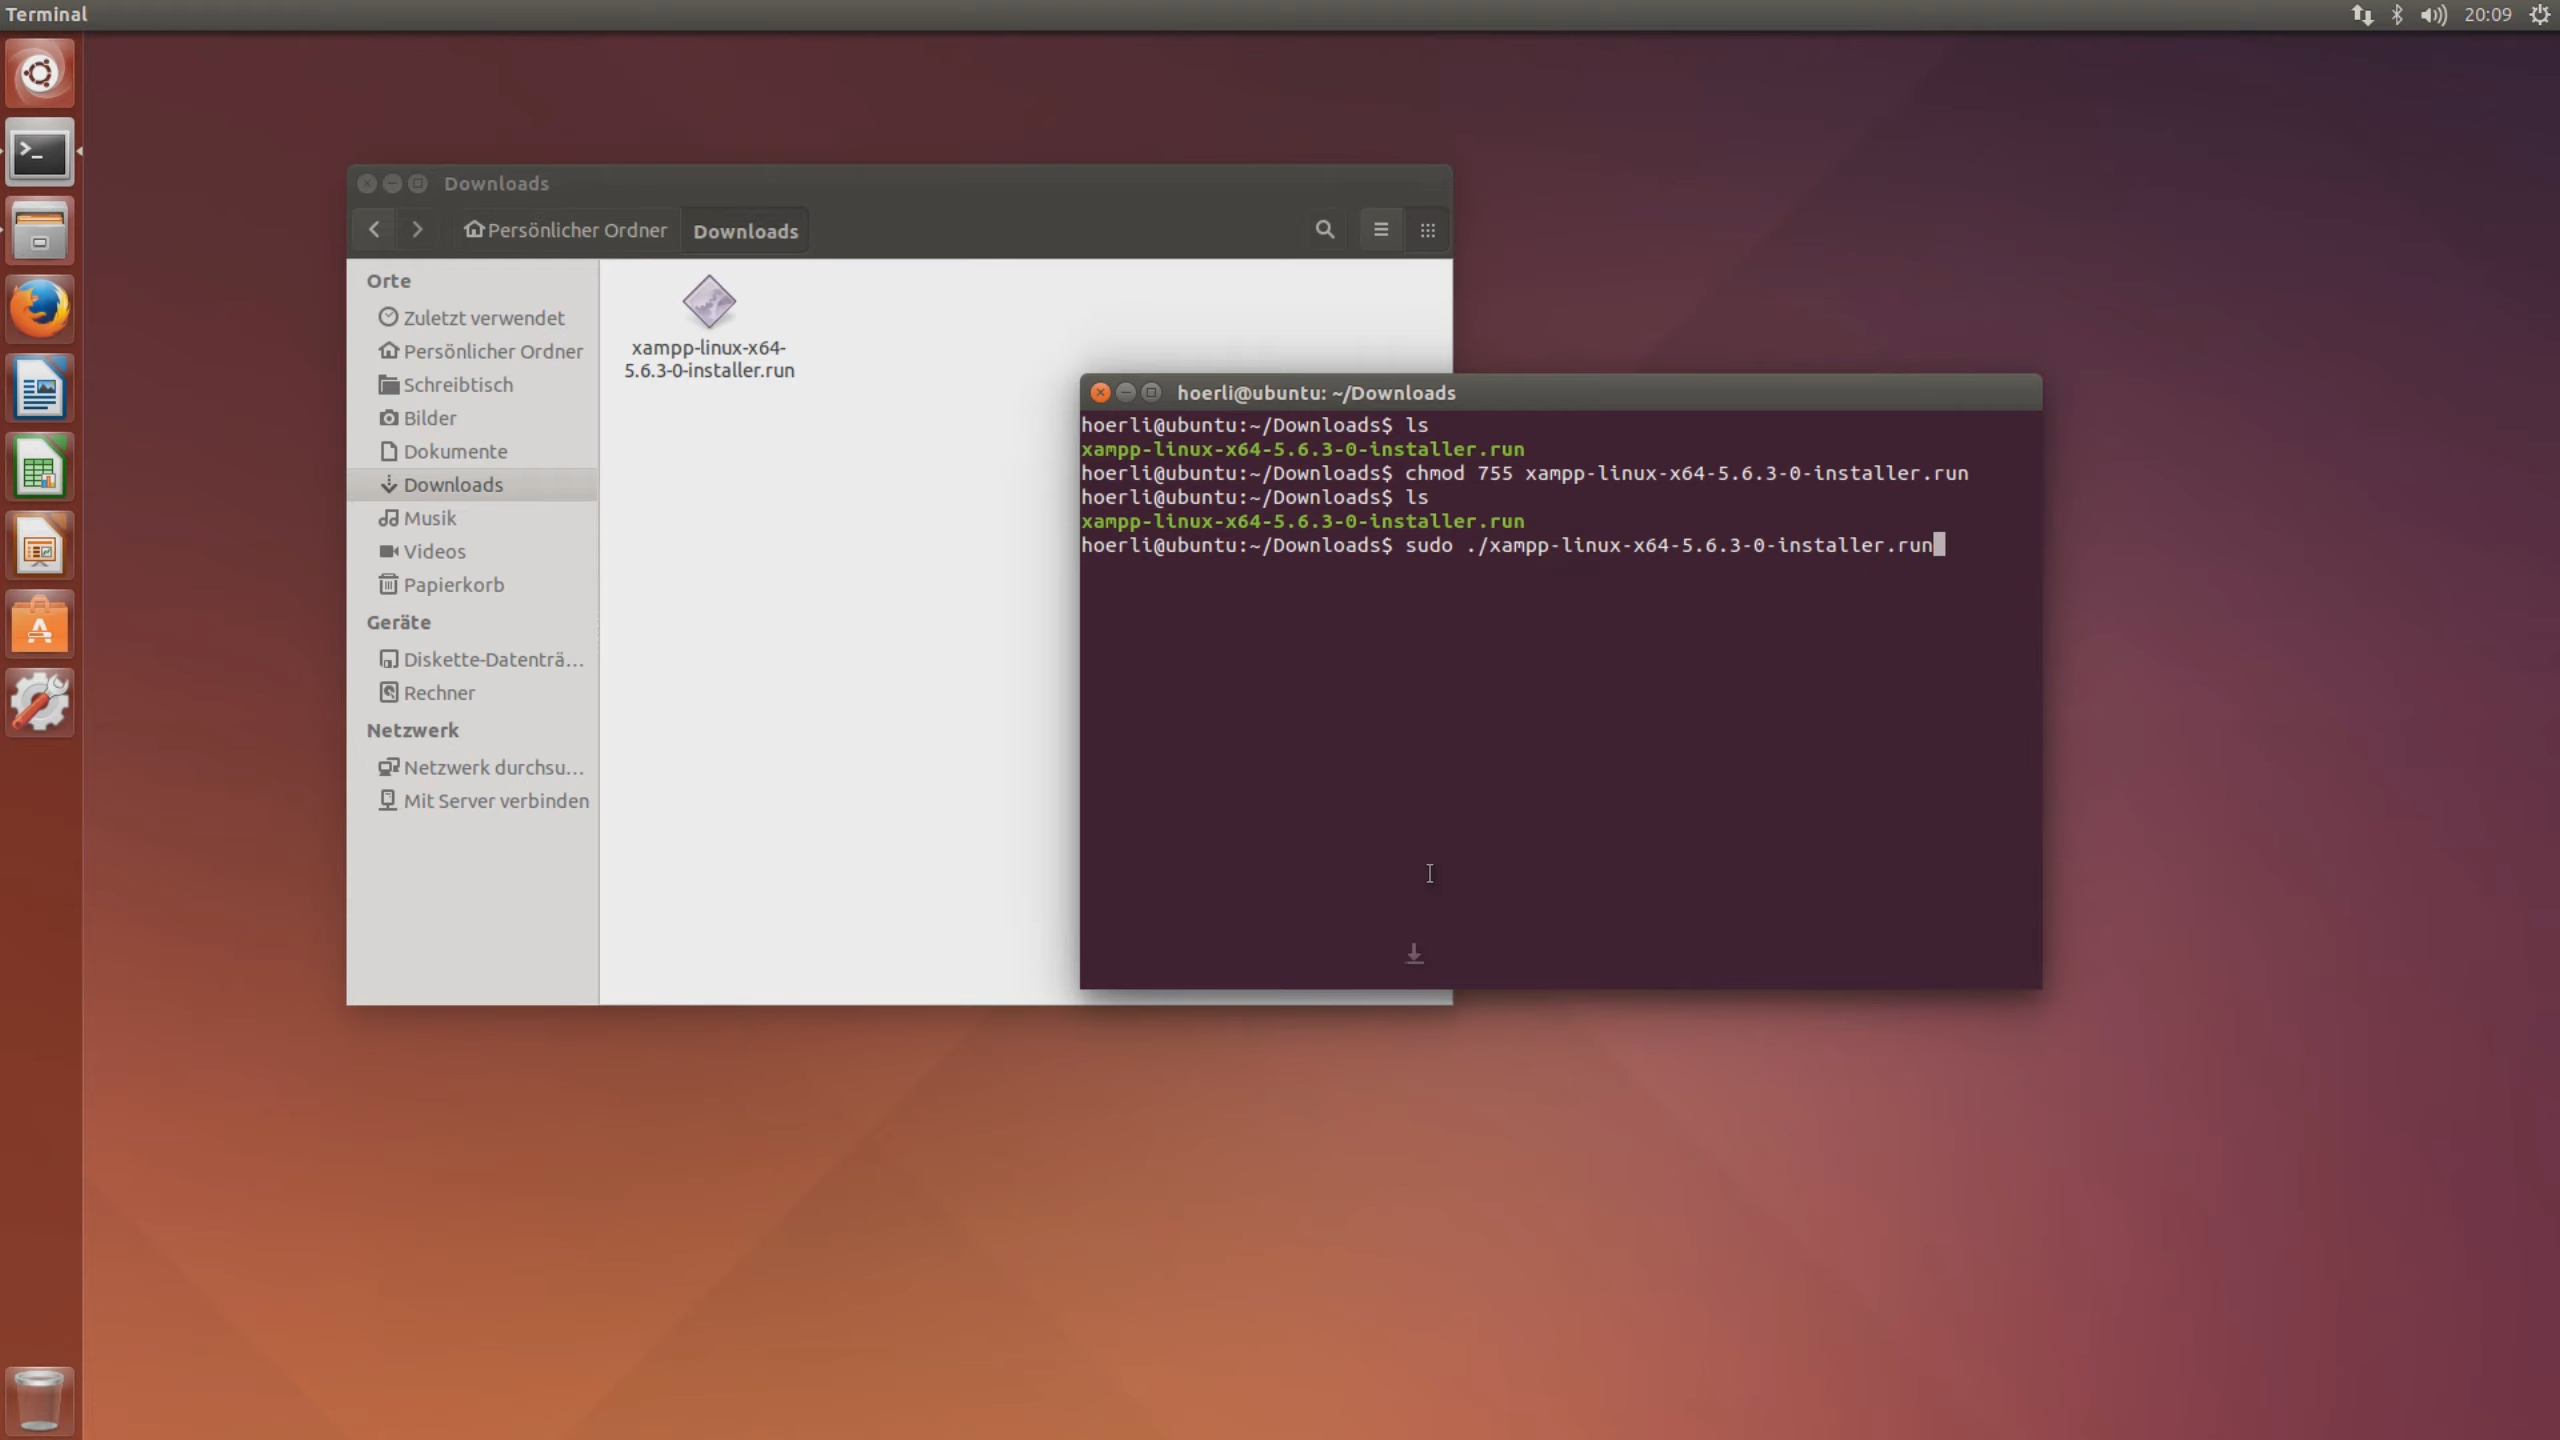 Terminal
20:09
Downloads
Persönlicher Ordner
Downloads
Orte
Zuletzt verwendet
Persönlicher Ordner
Schreibtisch
Bilder
Dokumente
Downloads
Musik
Videos
Papierkorb
Geräte
Diskette-Datenträ...
Rechner
Netzwerk
Netzwerk durchsu...
Mit Server verbinden
xampp-linux-x64-
5.6.3-0-installer.run
hoerli@ubuntu: ~/Downloads
hoerli@ubuntu:~/Downloads$ ls
xampp-linux-x64-5.6.3-0-installer.run
hoerli@ubuntu:~/Downloads$ chmod 755 xampp-linux-x64-5.6.3-0-installer.run
hoerli@ubuntu:~/Downloads$ ls
xampp-linux-x64-5.6.3-0-installer.run
hoerli@ubuntu:~/Downloads$ sudo ./xampp-linux-x64-5.6.3-0-installer.run